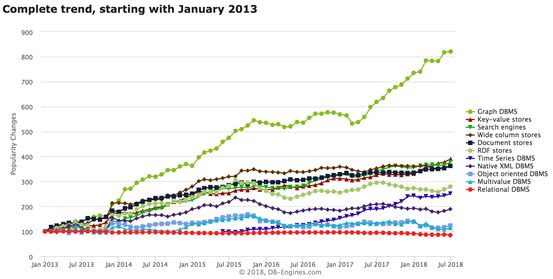 Complete trend, starting with January 2013
Popularity Changes
900
800
700
600
500
400
300
200
100
0
Jan 2013
Jul 2013
Jan 2014
Jul 2014
Jan 2015
Jul 2015
Jan 2016
Jul 2016
Jan 2017
Jul 2017
Jan 2018
Jul 2018
Graph DBMS
Key-value stores
Search engines
Wide column stores
Document stores
RDF stores
Time Series DBMS
Native XML DBMS
Object oriented DBMS
Multivalue DBMS
Relational DBMS
© 2018, DB-Engines.com